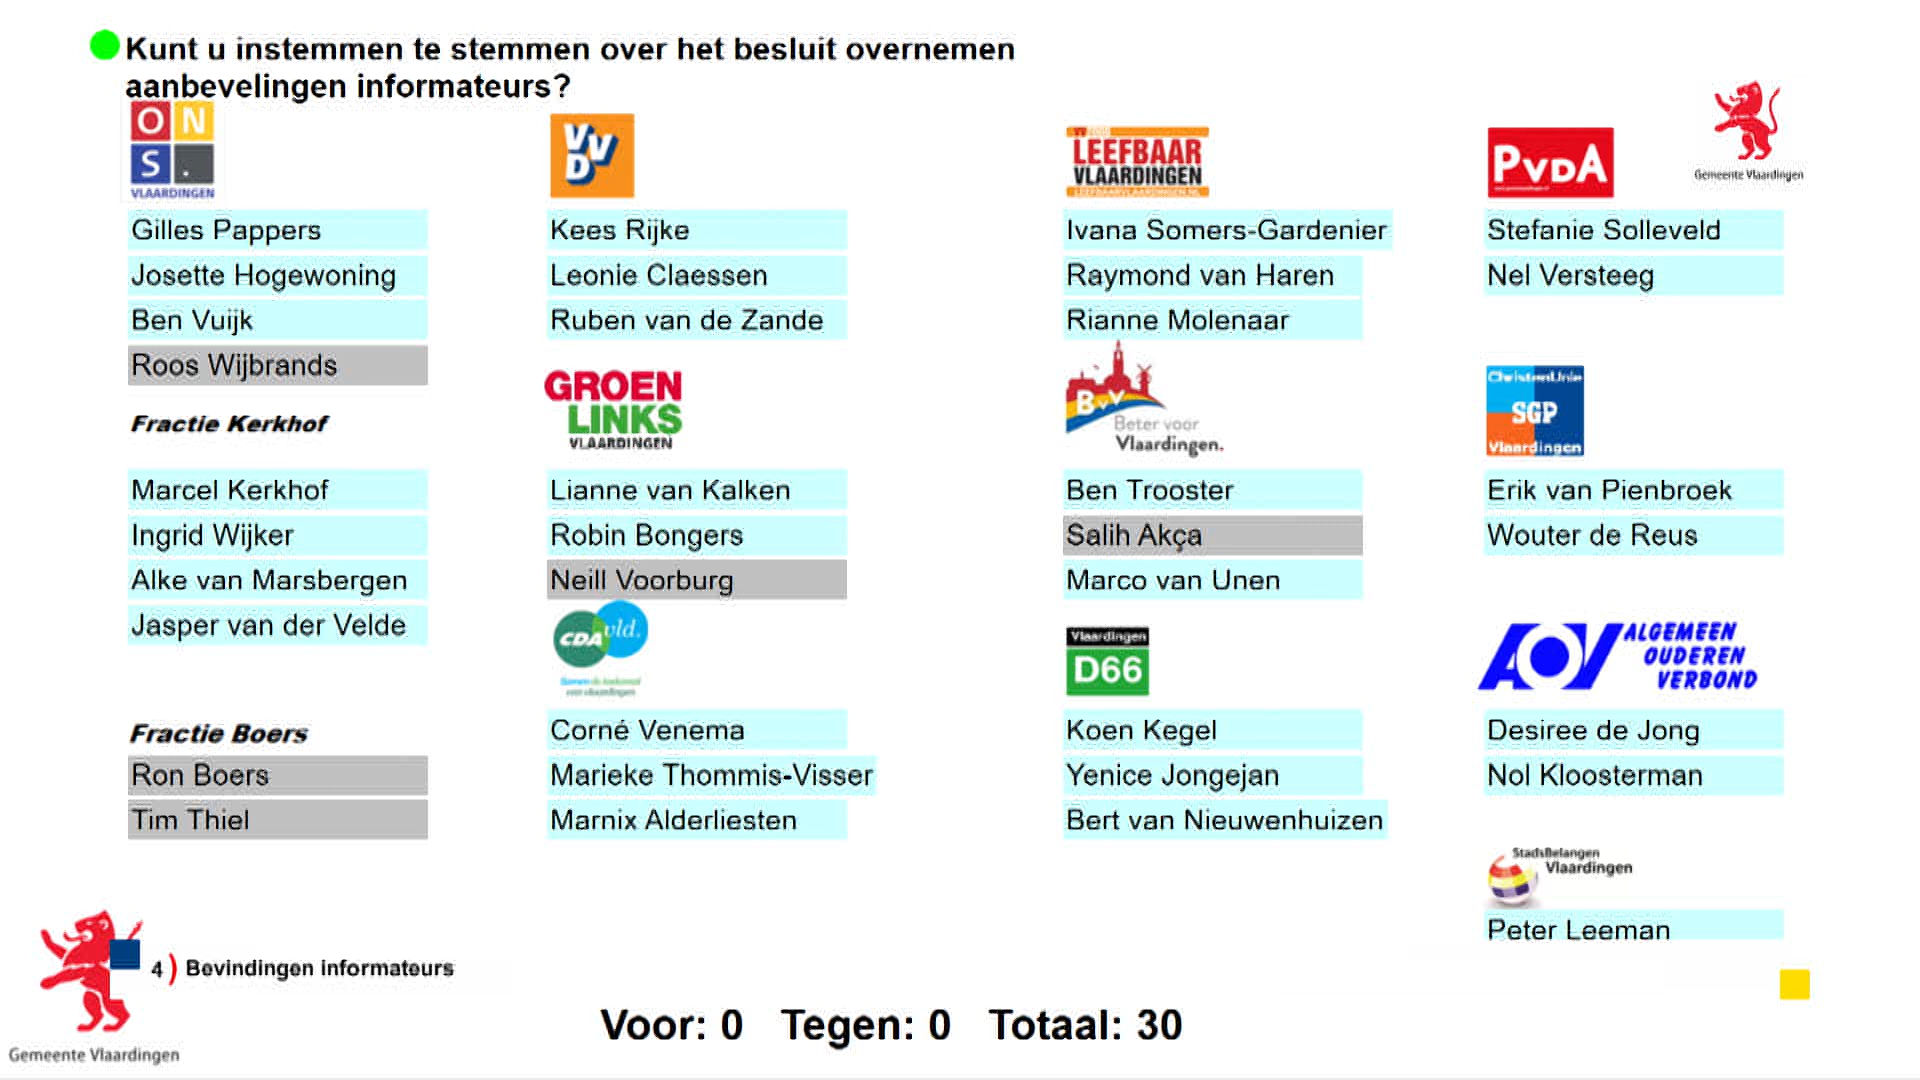 Kunt u instemmen te stemmen over het besluit overnemen
aanbevelingen informateurs?
O N
S .
VLAARDINGEN
Gilles Pappers
Josette Hogewoning
Ben Vuijk
Roos Wijbrands
Fractie Kerkhof
Marcel Kerkhof
Ingrid Wijker
Alke van Marsbergen
Jasper van der Velde
Fractie Boers
Ron Boers
Tim Thiel
VVD
Kees Rijke
Leonie Claessen
Ruben van de Zande
GROEN
LINKS
VLAARDINGEN
Lianne van Kalken
Robin Bongers
Neill Voorburg
CDA vld.
Corné Venema
Marieke Thommis-Visser
Marnix Alderliesten
LEEFBAAR
VLAARDINGEN
Ivana Somers-Gardenier
Raymond van Haren
Rianne Molenaar
BvV
Beter voor
Vlaardingen.
Ben Trooster
Salih Akça
Marco van Unen
Vlaardingen
D66
Koen Kegel
Yenice Jongejan
Bert van Nieuwenhuizen
PVDA
Gemeente Vlaardingen
Stefanie Solleveld
Nel Versteeg
ChristenUnie
SGP
Vlaardingen
Erik van Pienbroek
Wouter de Reus
AOV ALGEMEEN
OUDEREN
VERBOND
Desiree de Jong
Nol Kloosterman
StadsBelangen
Vlaardingen
Peter Leeman
4) Bevindingen informateurs
Voor: 0 Tegen: 0 Totaal: 30
Gemeente Vlaardingen